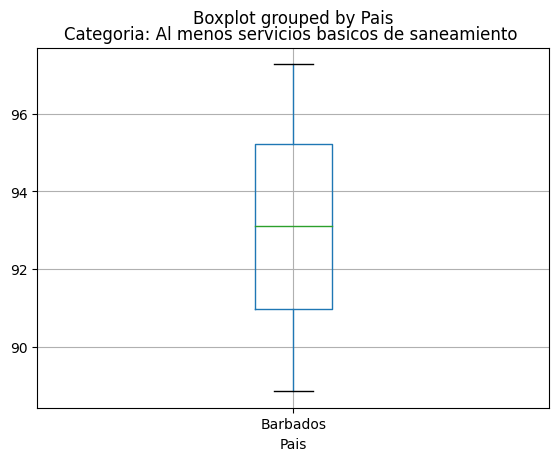 Boxplot grouped by Pais
Categoria: Al menos servicios basicos de saneamiento
96
94
92
90
Barbados
Pais